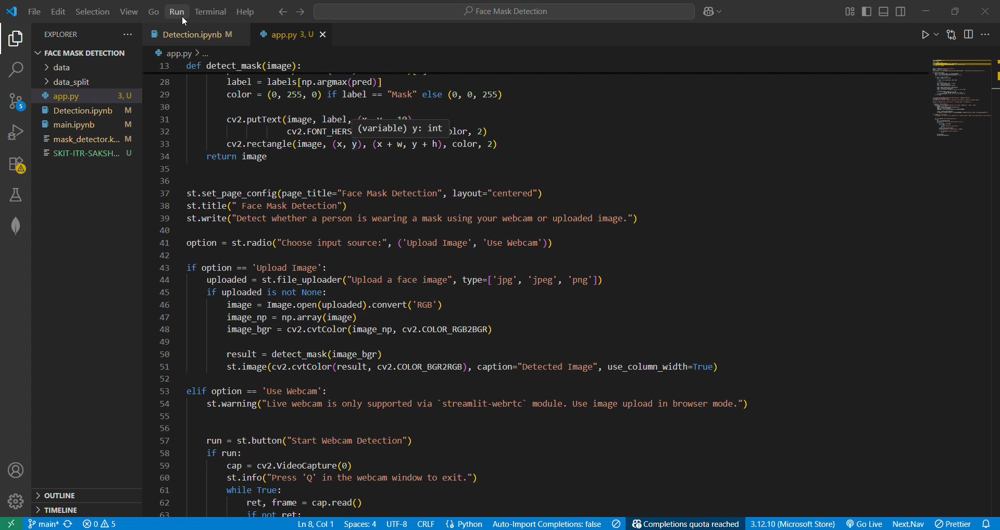 File Edit Selection View Go Run Terminal Help
Face Mask Detection
EXPLORER
Detection.ipynb M
app.py 3, U
FACE MASK DETECTION
data
data_split
app.py 3, U
Detection.ipynb M
main.ipynb M
mask_detector.k... M
SKIT-ITR-SAKSH... U
OUTLINE
TIMELINE
app.py > ...
13 def detect_mask(image):
28 label = labels[np.argmax(pred)]
29 color = (0, 255, 0) if label == "Mask" else (0, 0, 255)
30
31 cv2.putText(image, label,
(variable) y: int
32 cv2.FONT_HERS olor, 2)
33 cv2.rectangle(image, (x, y), (x + w, y + h), color, 2)
34 return image
35
36
37 st.set_page_config(page_title="Face Mask Detection", layout="centered")
38 st.title(" Face Mask Detection")
39 st.write("Detect whether a person is wearing a mask using your webcam or uploaded image.")
40
41 option = st.radio("Choose input source:", ('Upload Image', 'Use Webcam'))
42
43 if option == 'Upload Image':
44 uploaded = st.file_uploader("Upload a face image", type=['jpg', 'jpeg', 'png'])
45 if uploaded is not None:
46 image = Image.open(uploaded).convert('RGB')
47 image_np = np.array(image)
48 image_bgr = cv2.cvtColor(image_np, cv2.COLOR_RGB2BGR)
49
50 result = detect_mask(image_bgr)
51 st.image(cv2.cvtColor(result, cv2.COLOR_BGR2RGB), caption="Detected Image", use_column_width=True)
52
53 elif option == 'Use Webcam':
54 st.warning("Live webcam is only supported via `streamlit-webrtc` module. Use image upload in browser mode.")
55
56
57 run = st.button("Start Webcam Detection")
58 if run:
59 cap = cv2.VideoCapture(0)
60 st.info("Press 'Q' in the webcam window to exit.")
61 while True:
62 ret, frame = cap.read()
63 if not ret:
main* 0 5 Ln 8, Col 1 Spaces: 4 UTF-8 CRLF {} Python Auto-Import Completions: false Completions quota reached 3.12.10 (Microsoft Store) Go Live Next.Nav Prettier